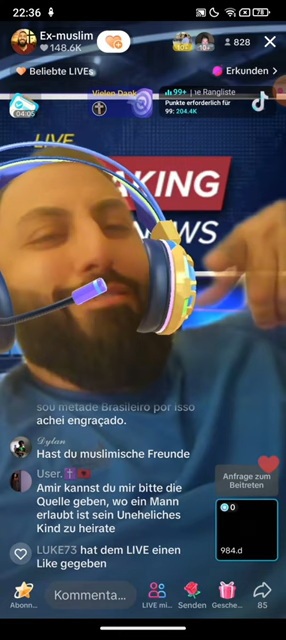 22:36
78
Ex-muslim
148.6K
828
Beliebte LIVEs
Erkunden >
04:05
Vielen Dank
99+
Rangliste
Punkte erforderlich für
99: 204.4K
LIVE
AKING
NEWS
sou metade Brasileiro por isso
achei engraçado.
Dylan
Hast du muslimische Freunde
User.
Amir kannst du mir bitte die
Quelle geben, wo ein Mann
erlaubt ist sein Uneheliches
Kind zu heirate
LUKE73 hat dem LIVE einen
Like gegeben
Anfrage zum
Beitreten
0
984.d
Abonn...
Kommenta...
LIVE mi...
Senden
Gesche...
85